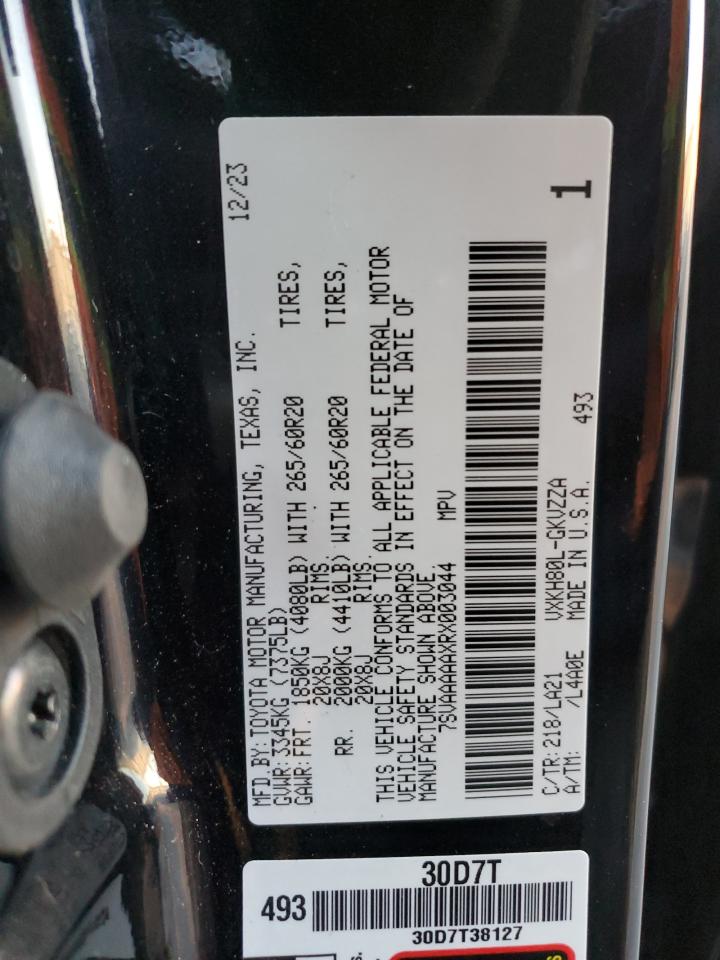 12/23
MFD.BY:TOYOTA MOTOR MANUFACTURING, TEXAS, INC.
GVWR:3345KG (7375LB)
GAWR:FRT. 1850KG (4080LB) WITH 265/60R20 TIRES,
20X8J RIMS,
RR. 2000KG (4410LB) WITH 265/60R20 TIRES,
20X8J RIMS
THIS VEHICLE CONFORMS TO ALL APPLICABLE FEDERAL MOTOR
VEHICLE SAFETY STANDARDS IN EFFECT ON THE DATE OF
MANUFACTURE SHOWN ABOVE
7SVAAAAAAXRX003044 MPV
1
C/TR:218/LA21 VXKH80L-GKVZZA 493
A/TM: /L4A0E MADE IN U.S.A.
30D7T
493
30D7T38127